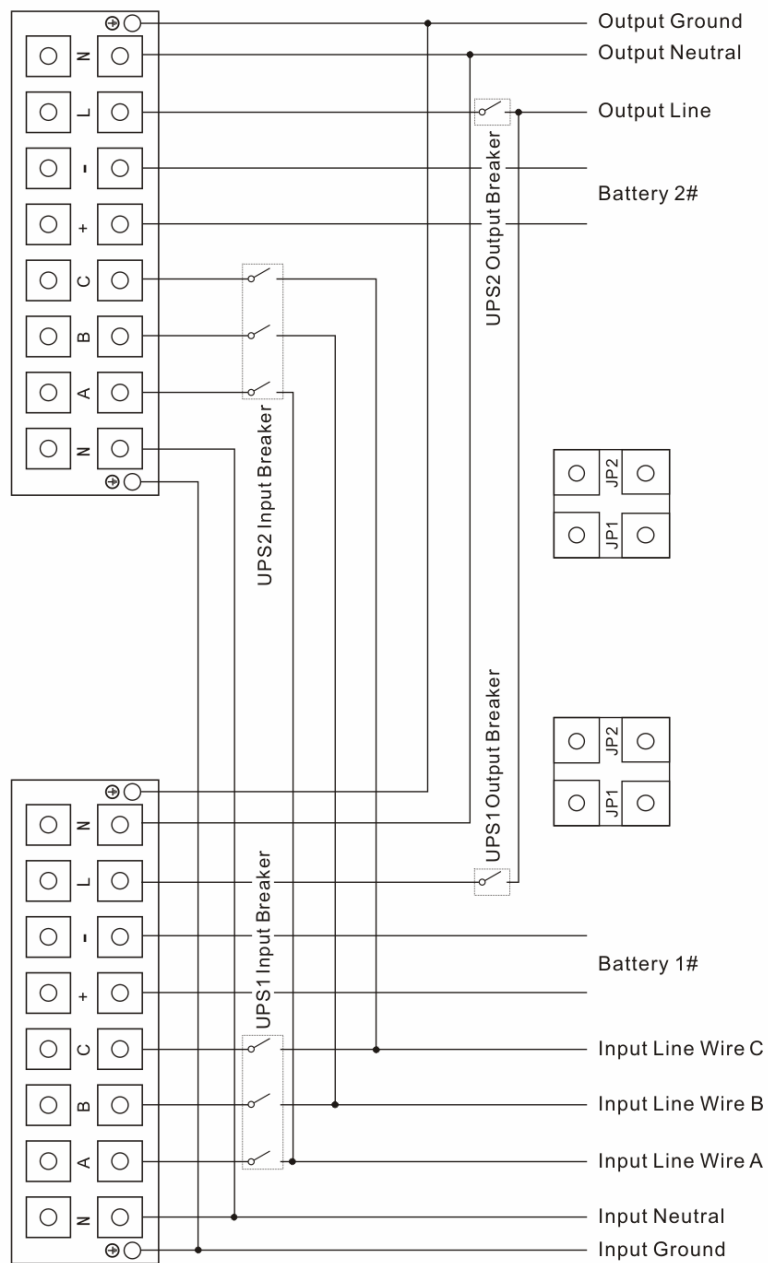 Output Ground
N
Output Neutral
L
Output Line
-
Battery 2#
+
UPS2 Output Breaker
C
B
A
UPS2 Input Breaker
N
JP2
JP1
JP2
JP1
UPS1 Output Breaker
N
L
UPS1 Input Breaker
-
Battery 1#
+
C
Input Line Wire C
B
Input Line Wire B
A
Input Line Wire A
N
Input Neutral
Input Ground